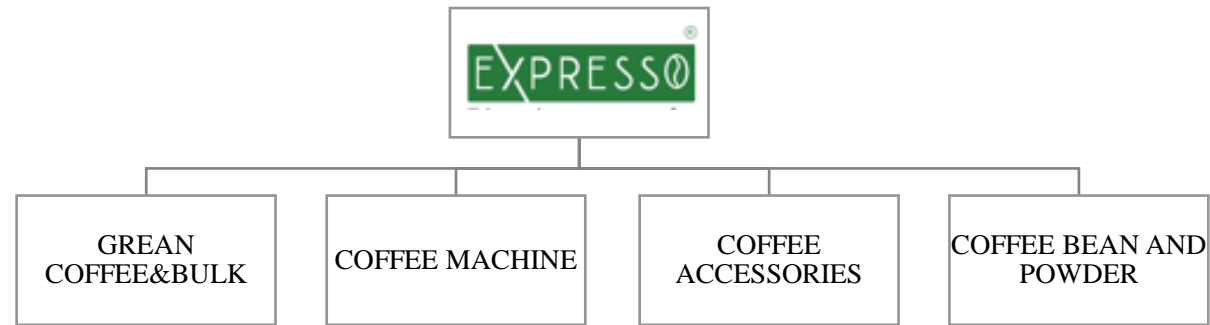 ®
EXPRESSO
GREAN
COFFEE&BULK
COFFEE MACHINE
COFFEE
ACCESSORIES
COFFEE BEAN AND
POWDER